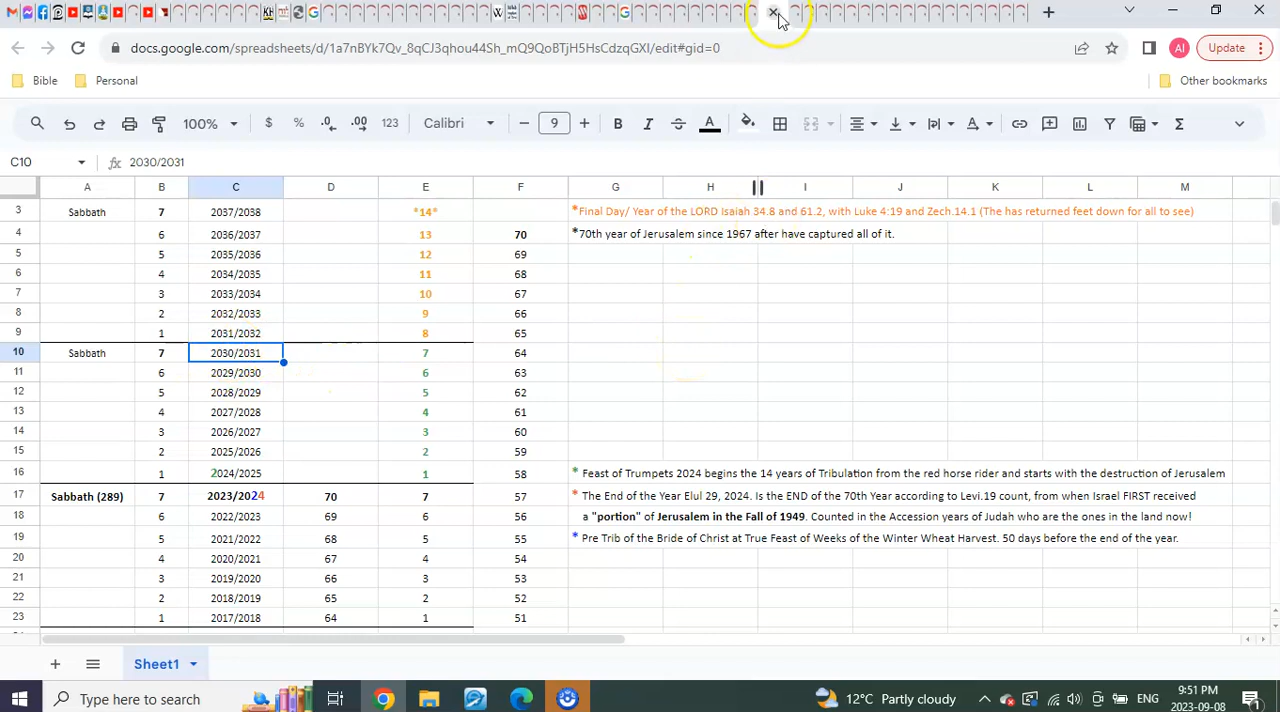 docs.google.com/spreadsheets/d/1a7nBYk7Qv_8qCJ3qhou44Sh_mQ9QoBTjH5HsCdzqGXI/edit#gid=0
Update
Bible Personal Other bookmarks
100% $ % .0 .00 123 Calibri 9 B I A
C10 fx 2030/2031
A B C D E F G H I J K L M
3 Sabbath 7 2037/2038 *14* *Final Day/ Year of the LORD Isaiah 34.8 and 61.2, with Luke 4:19 and Zech.14.1 (The has returned feet down for all to see)
4 6 2036/2037 13 70 *70th year of Jerusalem since 1967 after have captured all of it.
5 5 2035/2036 12 69
6 4 2034/2035 11 68
7 3 2033/2034 10 67
8 2 2032/2033 9 66
9 1 2031/2032 8 65
10 Sabbath 7 2030/2031 7 64
11 6 2029/2030 6 63
12 5 2028/2029 5 62
13 4 2027/2028 4 61
14 3 2026/2027 3 60
15 2 2025/2026 2 59
16 1 2024/2025 1 58 * Feast of Trumpets 2024 begins the 14 years of Tribulation from the red horse rider and starts with the destruction of Jerusalem
17 Sabbath (289) 7 2023/2024 70 7 57 * The End of the Year Elul 29, 2024. Is the END of the 70th Year according to Levi.19 count, from when Israel FIRST received
18 6 2022/2023 69 6 56 a "portion" of Jerusalem in the Fall of 1949. Counted in the Accession years of Judah who are the ones in the land now!
19 5 2021/2022 68 5 55 * Pre Trib of the Bride of Christ at True Feast of Weeks of the Winter Wheat Harvest. 50 days before the end of the year.
20 4 2020/2021 67 4 54
21 3 2019/2020 66 3 53
22 2 2018/2019 65 2 52
23 1 2017/2018 64 1 51
Sheet1
Type here to search 12°C Partly cloudy ENG 9:51 PM
2023-09-08